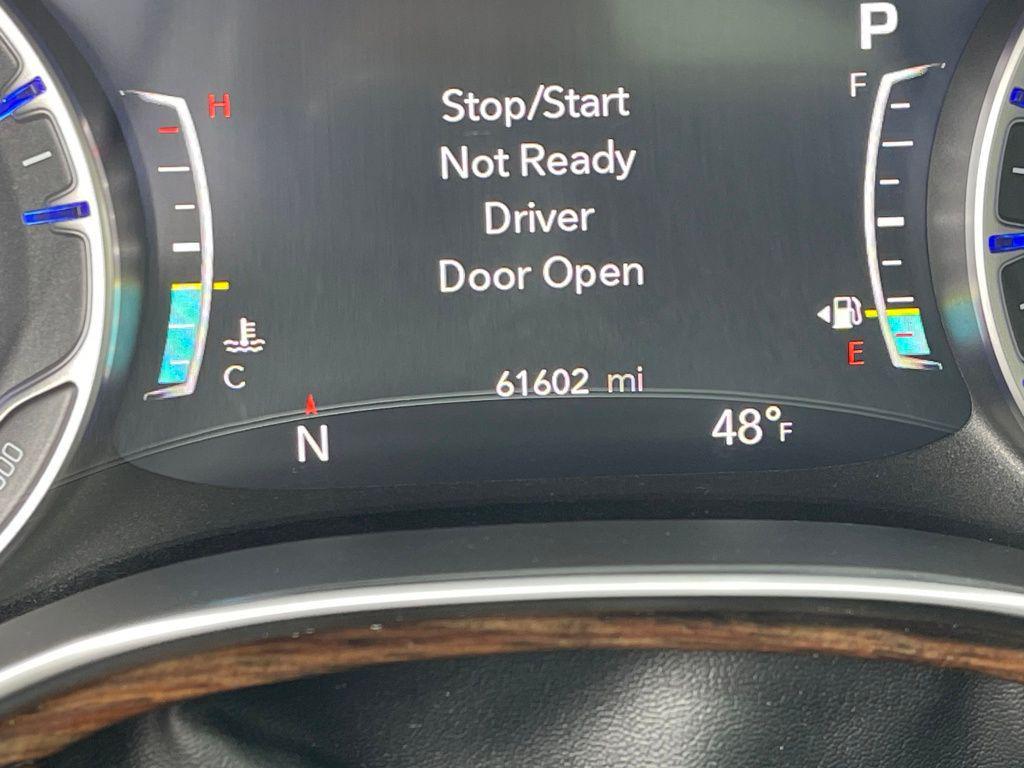 P
H
F
Stop/Start
Not Ready
Driver
Door Open
E
C
61602 mi
N
48°F